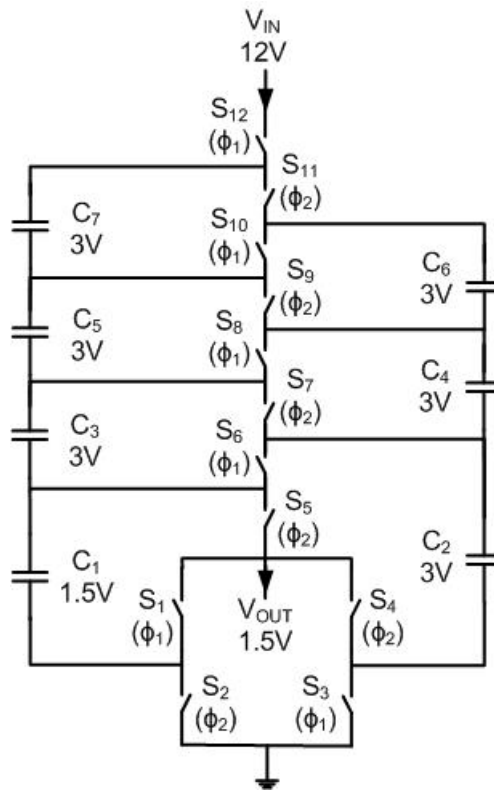 V_IN
12V
S₁₂
(ϕ₁)
S₁₁
(ϕ₂)
C₇
3V
S₁₀
(ϕ₁)
C₆
3V
S₉
(ϕ₂)
C₅
3V
S₈
(ϕ₁)
C₄
3V
S₇
(ϕ₂)
C₃
3V
S₆
(ϕ₁)
S₅
(ϕ₂)
C₂
3V
C₁
1.5V
S₁
(ϕ₁)
V_OUT
1.5V
S₄
(ϕ₂)
S₂
(ϕ₂)
S₃
(ϕ₁)